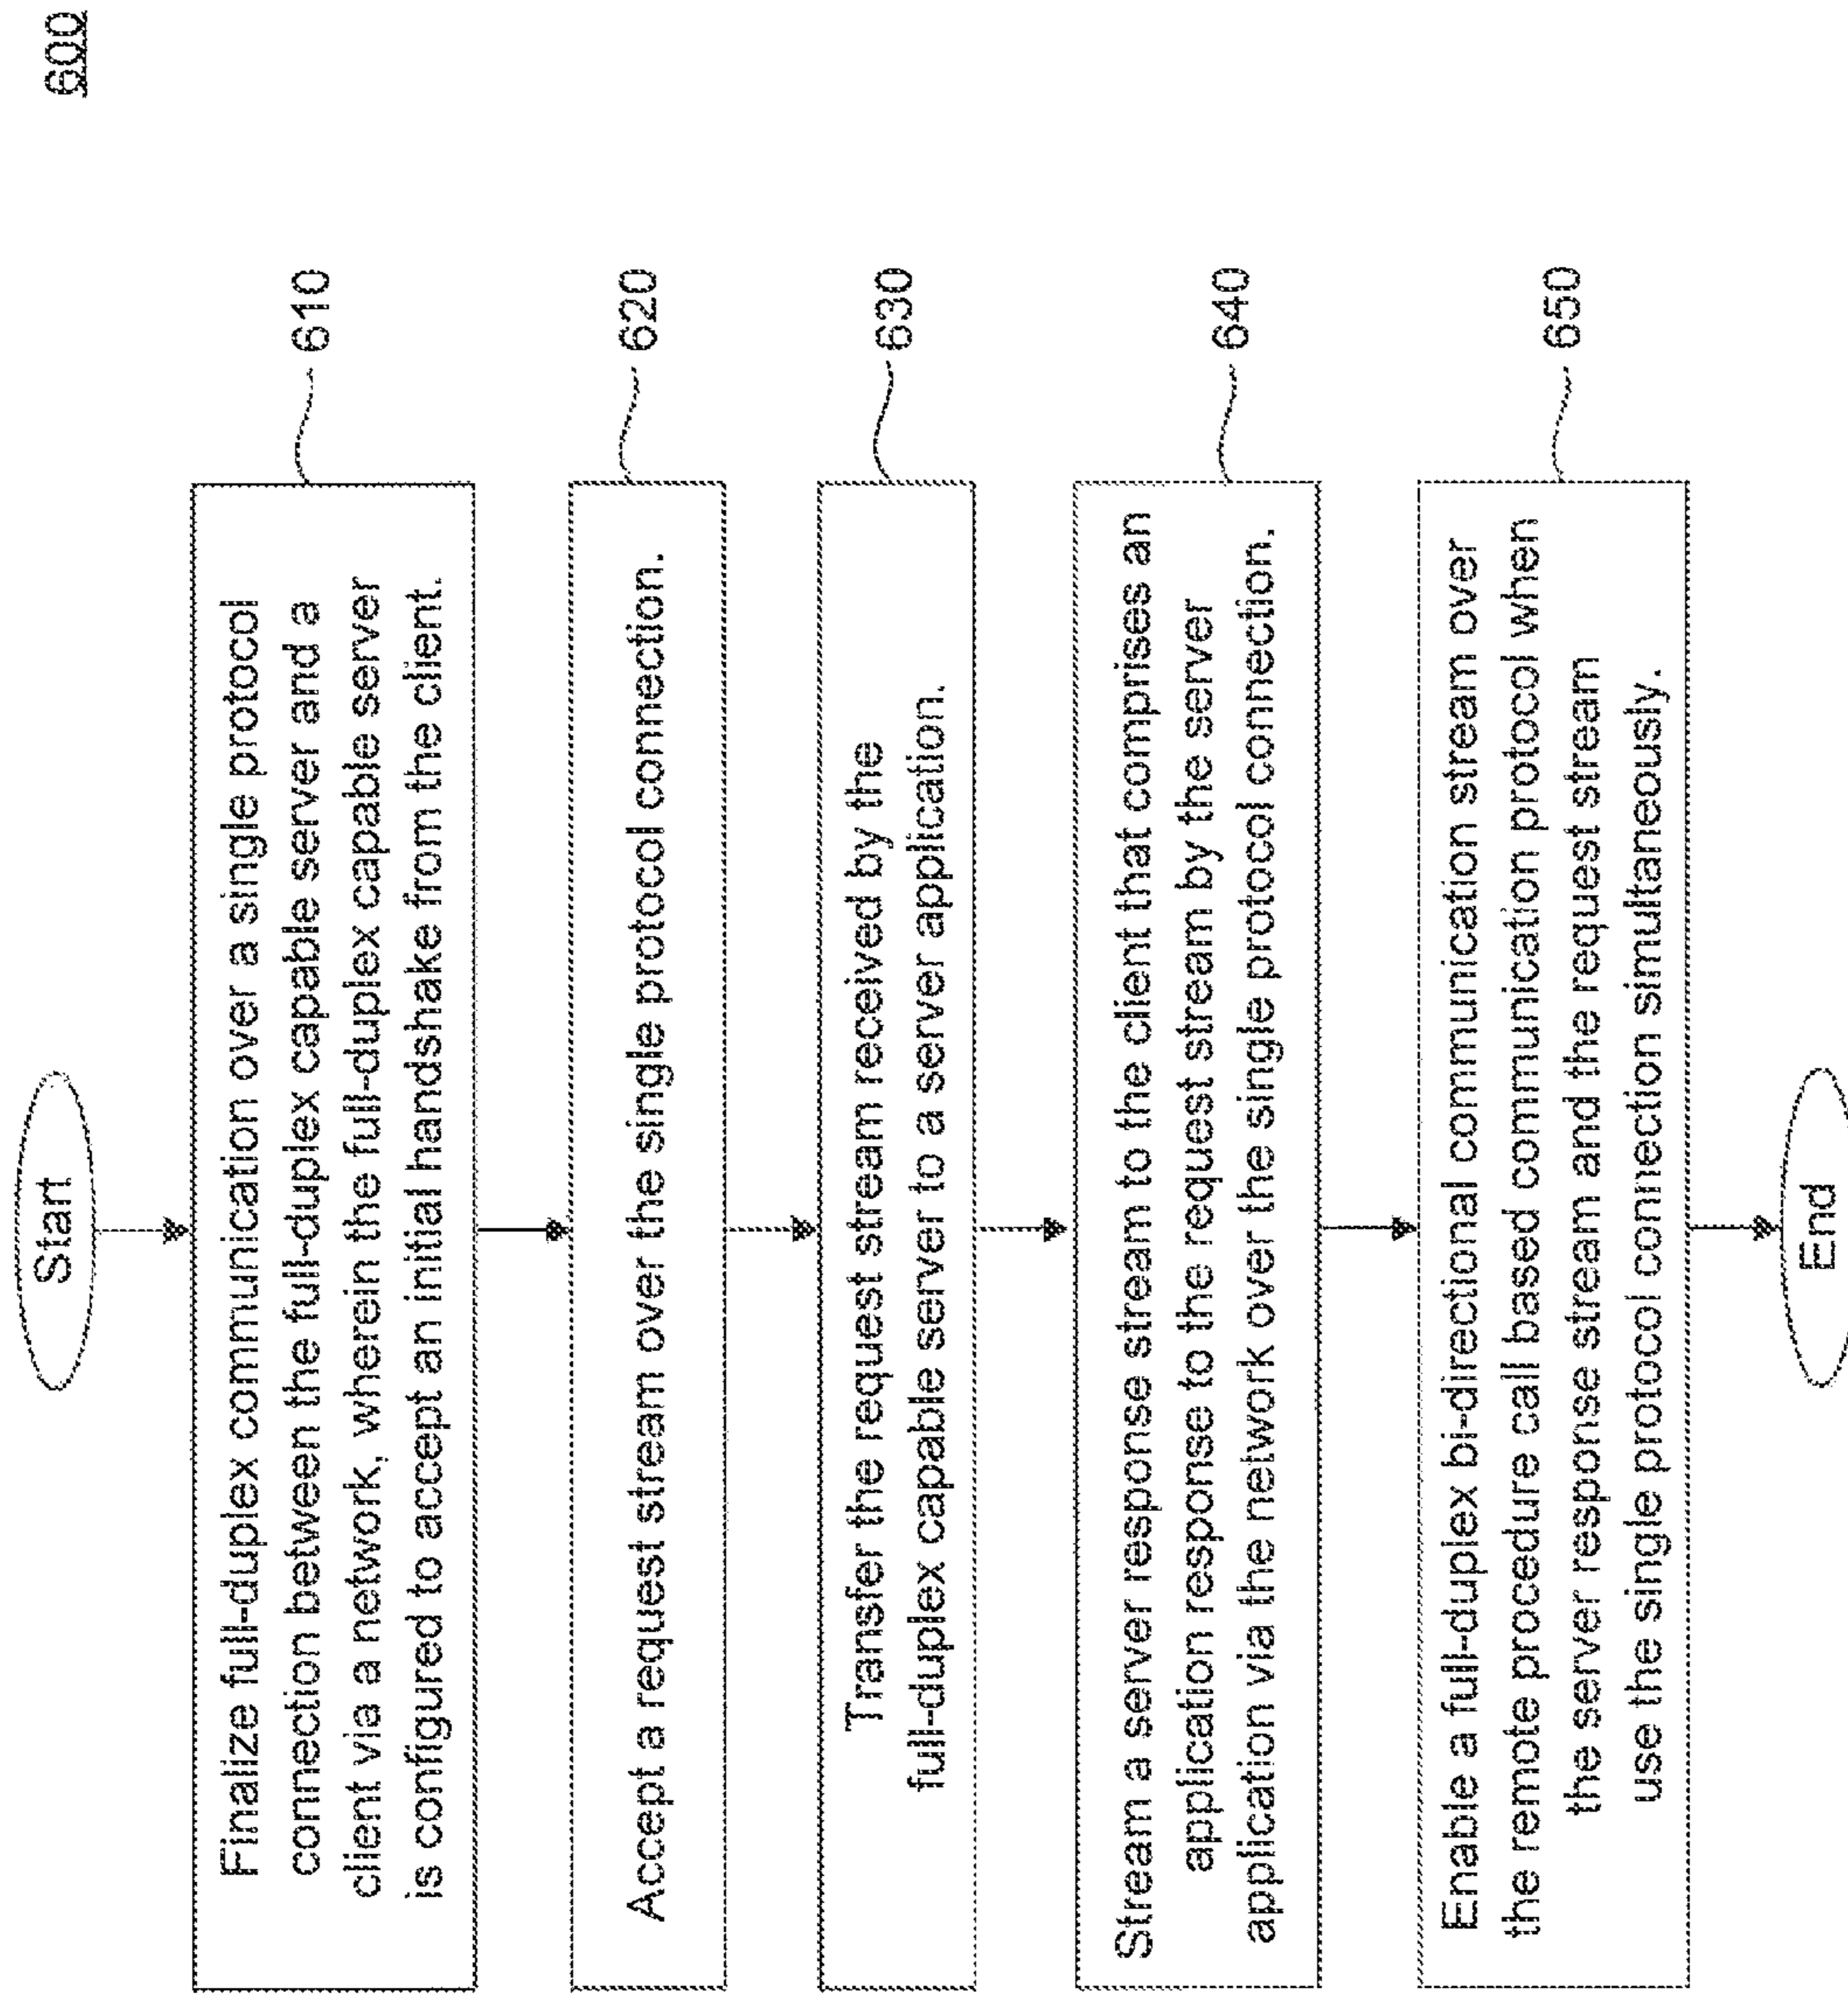 600
Start
Finalize full-duplex communication over a single protocol
connection between the full-duplex capable server and a
client via a network, wherein the full-duplex capable server
is configured to accept an initial handshake from the client.
610
Accept a request stream over the single protocol connection.
620
Transfer the request stream received by the
full-duplex capable server to a server application.
630
Stream a server response stream to the client that comprises an
application response to the request stream by the server
application via the network over the single protocol connection.
640
Enable a full-duplex bi-directional communication stream over
the remote procedure call based communication protocol when
the server response stream and the request stream
use the single protocol connection simultaneously.
650
End